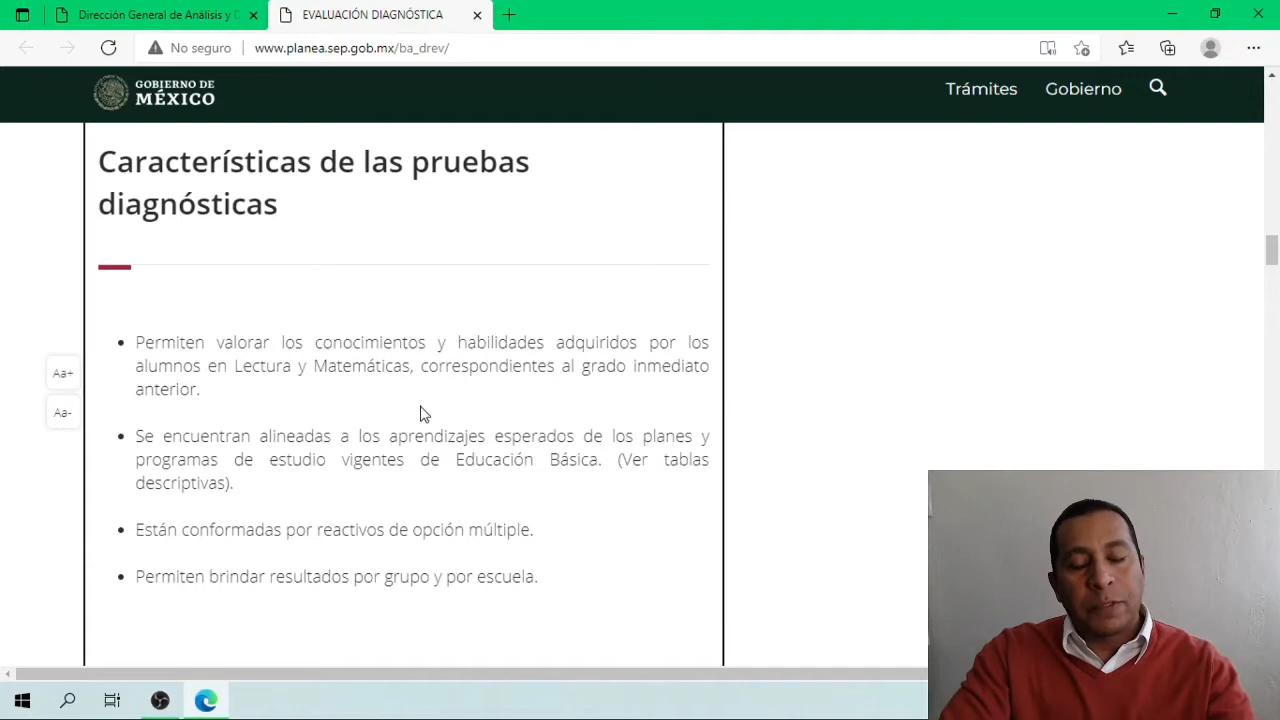 Dirección General de Análisis y D
EVALUACIÓN DIAGNÓSTICA
No seguro
www.planea.sep.gob.mx/ba_drev/
GOBIERNO DE
MÉXICO
Trámites
Gobierno
Características de las pruebas
diagnósticas
Permiten valorar los conocimientos y habilidades adquiridos por los
alumnos en Lectura y Matemáticas, correspondientes al grado inmediato
anterior.
Aa+
Aa-
Se encuentran alineadas a los aprendizajes esperados de los planes y
programas de estudio vigentes de Educación Básica. (Ver tablas
descriptivas).
Están conformadas por reactivos de opción múltiple.
Permiten brindar resultados por grupo y por escuela.